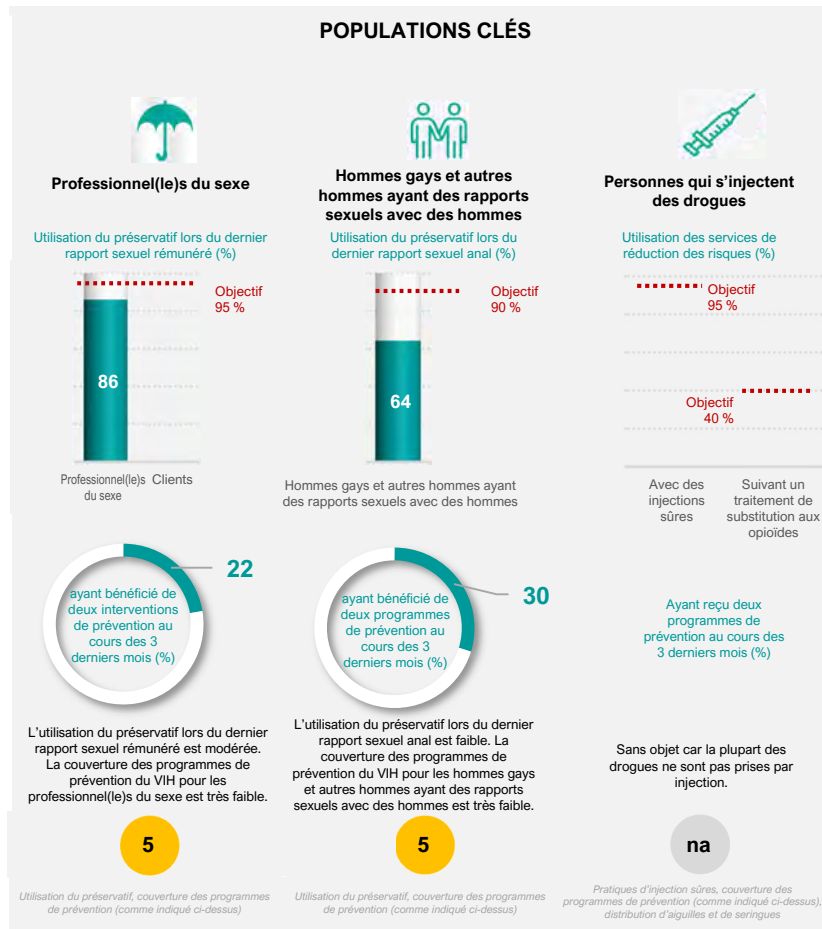 POPULATIONS CLÉS
Professionnel(le)s du sexe
Utilisation du préservatif lors du dernier
rapport sexuel rémunéré (%)
Objectif
95 %
86
Professionnel(le)s
du sexe
Clients
22
ayant bénéficié de
deux interventions
de prévention au
cours des 3
derniers mois (%)
L'utilisation du préservatif lors du dernier
rapport sexuel rémunéré est modérée.
La couverture des programmes de
prévention du VIH pour les
professionnel(le)s du sexe est très faible.
5
Utilisation du préservatif, couverture des programmes
de prévention (comme indiqué ci-dessus)
Hommes gays et autres
hommes ayant des rapports
sexuels avec des hommes
Utilisation du préservatif lors du
dernier rapport sexuel anal (%)
Objectif
90 %
64
Hommes gays et autres hommes ayant
des rapports sexuels avec des hommes
30
ayant bénéficié de
deux programmes
de prévention au
cours des 3
derniers mois (%)
L'utilisation du préservatif lors du dernier
rapport sexuel anal est faible. La
couverture des programmes de
prévention du VIH pour les hommes gays
et autres hommes ayant des rapports
sexuels avec des hommes est très faible.
5
Utilisation du préservatif, couverture des programmes
de prévention (comme indiqué ci-dessus)
Personnes qui s'injectent
des drogues
Utilisation des services de
réduction des risques (%)
Objectif
95 %
Objectif
40 %
Avec des
injections
sûres
Suivant un
traitement de
substitution aux
opioïdes
Ayant reçu deux
programmes de
prévention au cours des
3 derniers mois (%)
Sans objet car la plupart des
drogues ne sont pas prises par
injection.
na
Pratiques d'injection sûres, couverture des
programmes de prévention (comme indiqué ci-dessus),
distribution d'aiguilles et de seringues